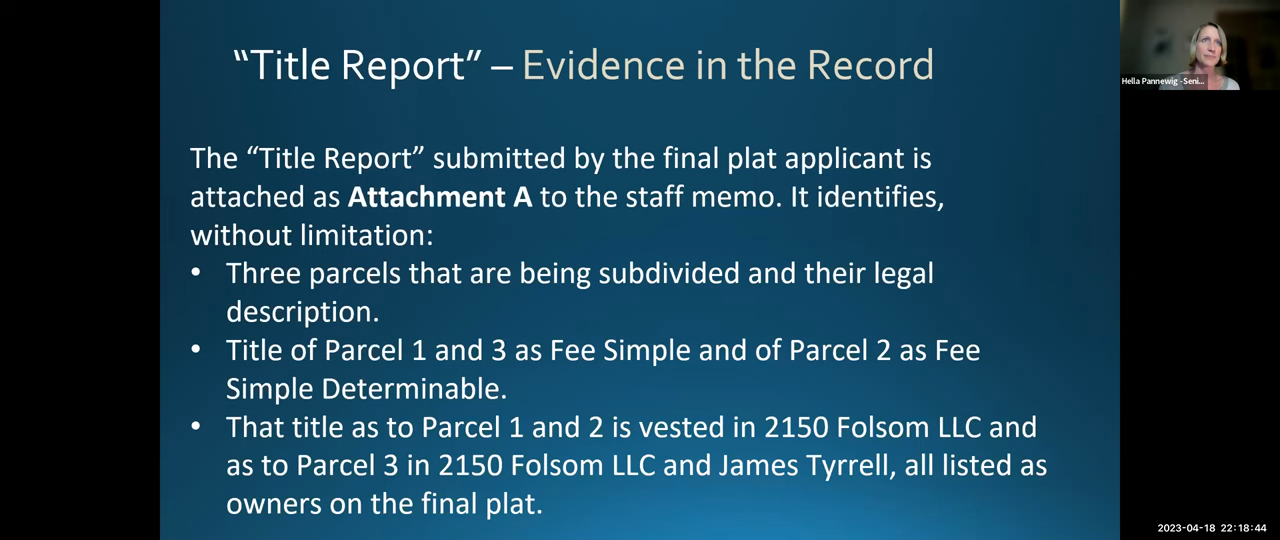 “Title Report” – Evidence in the Record
Hella Pannewig - Seni...
The “Title Report” submitted by the final plat applicant is
attached as Attachment A to the staff memo. It identifies,
without limitation:
• Three parcels that are being subdivided and their legal
description.
• Title of Parcel 1 and 3 as Fee Simple and of Parcel 2 as Fee
Simple Determinable.
• That title as to Parcel 1 and 2 is vested in 2150 Folsom LLC and
as to Parcel 3 in 2150 Folsom LLC and James Tyrrell, all listed as
owners on the final plat.
2023-04-18 22:18:44